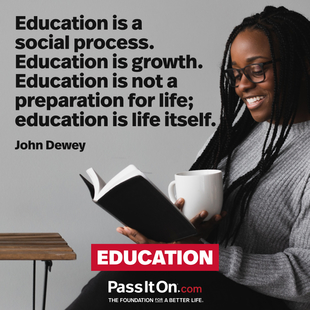 Education is a
social process.
Education is growth.
Education is not a
preparation for life;
education is life itself.
John Dewey
EDUCATION
PassItOn.com
THE FOUNDATION FOR A BETTER LIFE.